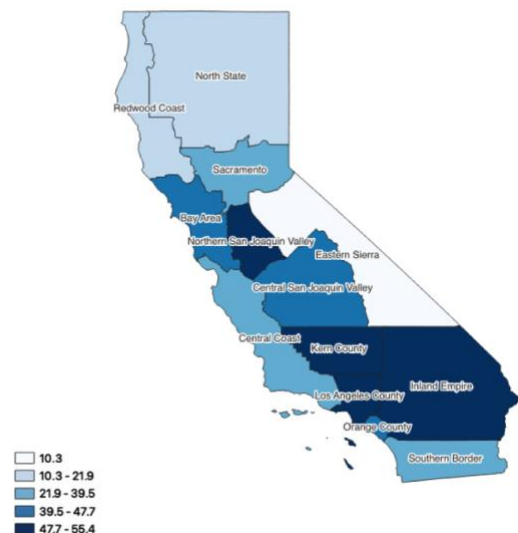 North State
Redwood Coast
Sacramento
Bay Area
Northern San Joaquin Valley
Eastern Sierra
Central San Joaquin Valley
Central Coast
Kern County
Inland Empire
Los Angeles County
Orange County
Southern Border
10.3
10.3 - 21.9
21.9 - 39.5
39.5 - 47.7
47.7 - 55.4